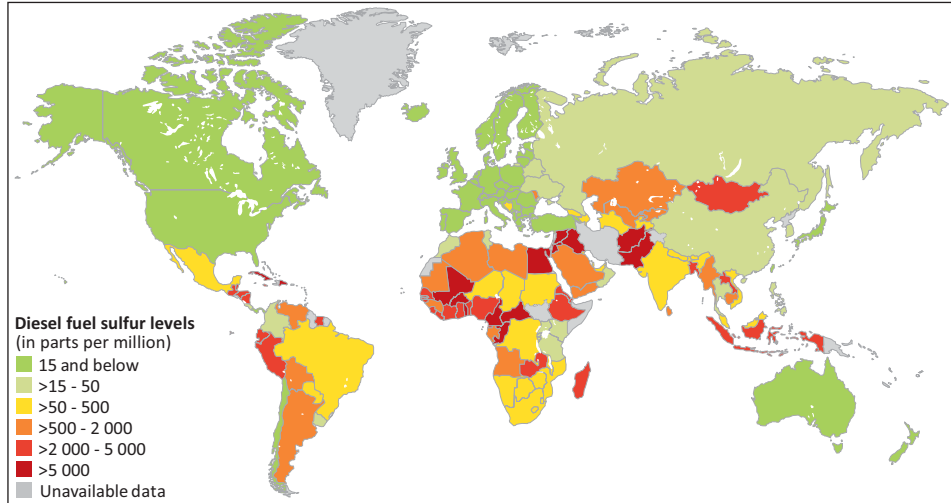 Diesel fuel sulfur levels
(in parts per million)
15 and below
>15 - 50
>50 - 500
>500 - 2 000
>2 000 - 5 000
>5 000
Unavailable data